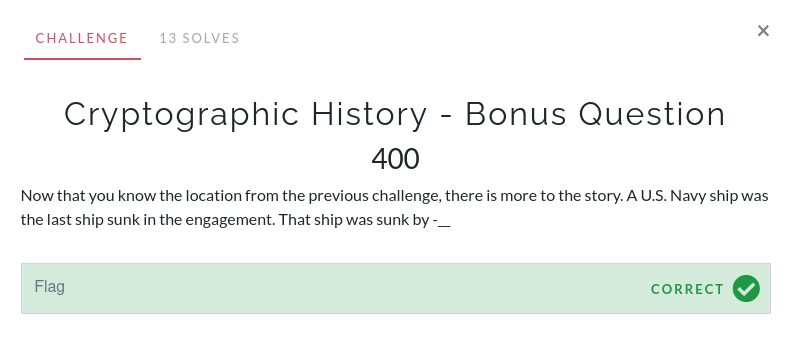 CHALLENGE 13 SOLVES ×
Cryptographic History - Bonus Question
400
Now that you know the location from the previous challenge, there is more to the story. A U.S. Navy ship was
the last ship sunk in the engagement. That ship was sunk by -__
Flag CORRECT